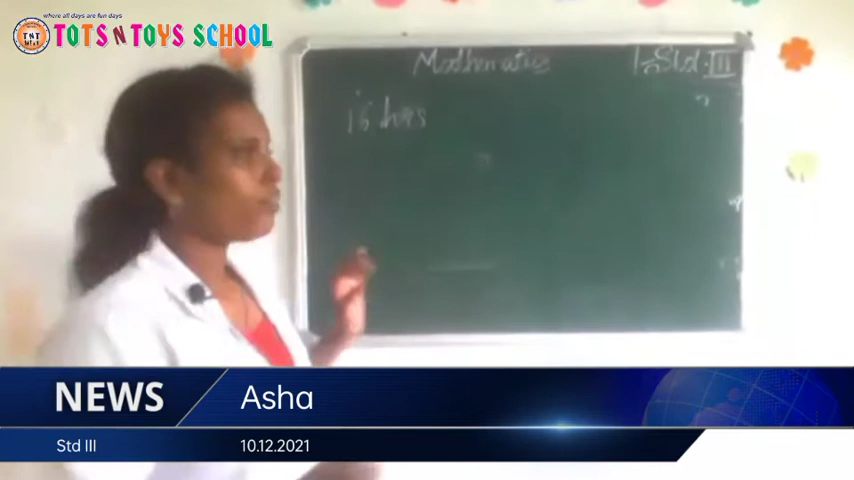 where all days are fun days
TOTS N TOYS SCHOOL
TNT
Mathematics
Std. III
NEWS
Asha
Std III
10.12.2021